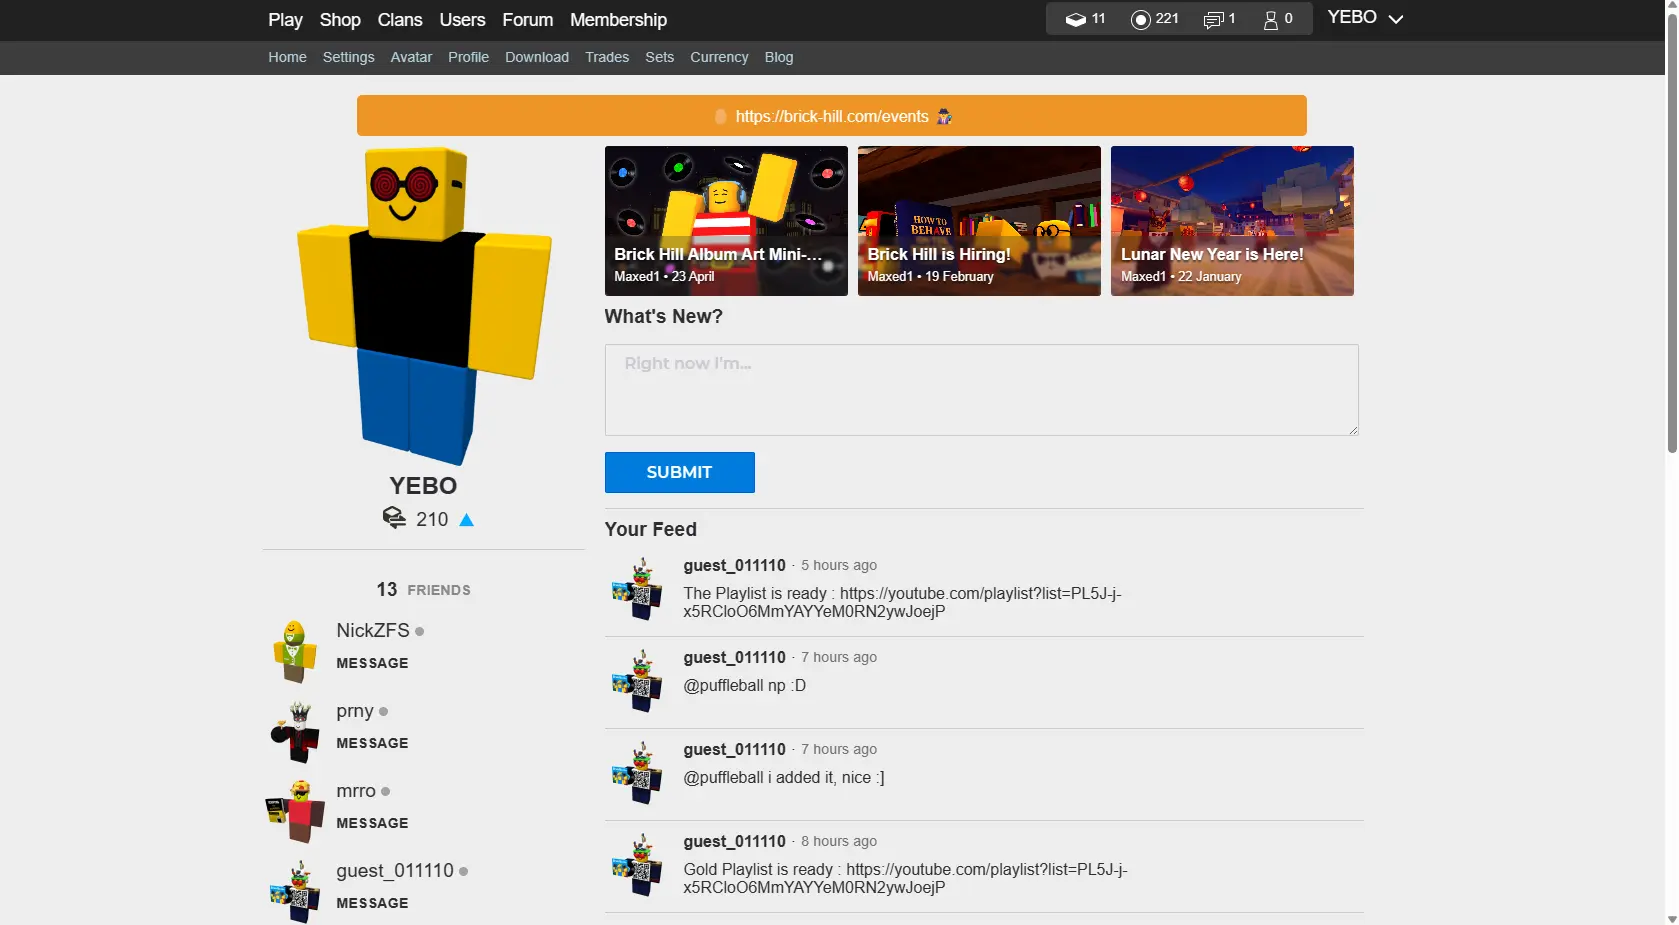 Play Shop Clans Users Forum Membership 11 221 1 0 YEBO
Home Settings Avatar Profile Download Trades Sets Currency Blog
https://brick-hill.com/events
YEBO
210
13 FRIENDS
NickZFS
MESSAGE
prny
MESSAGE
mrro
MESSAGE
guest_011110
MESSAGE
Brick Hill Album Art Mini-...
Maxed1 • 23 April
HOW TO
BEHAVE
Brick Hill is Hiring!
Maxed1 • 19 February
Lunar New Year is Here!
Maxed1 • 22 January
What's New?
Right now I'm...
SUBMIT
Your Feed
guest_011110 · 5 hours ago
The Playlist is ready : https://youtube.com/playlist?list=PL5J-j-
x5RCloO6MmYAYYeM0RN2ywJoejP
guest_011110 · 7 hours ago
@puffleball np :D
guest_011110 · 7 hours ago
@puffleball i added it, nice :]
guest_011110 · 8 hours ago
Gold Playlist is ready : https://youtube.com/playlist?list=PL5J-j-
x5RCloO6MmYAYYeM0RN2ywJoejP